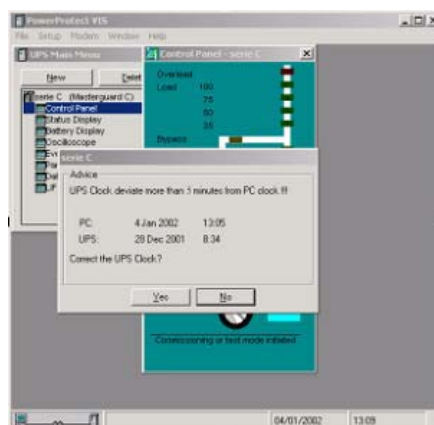 PowerProtect V15
File Setup Modem Window Help
UPS Main Menu
New
serie C (Masterguard C)
Control Panel
Status Display
Battery Display
Oscilloscope
Control Panel - serie C
Overload
Load 100
75
50
25
Bypass
serie C
Advice
UPS Clock deviate more than 5 minutes from PC clock !!!
PC: 4 Jan 2002 13:05
UPS: 28 Dec 2001 8:34
Correct the UPS Clock?
Yes No
Commissioning or test mode initiated
04/01/2002 13:09